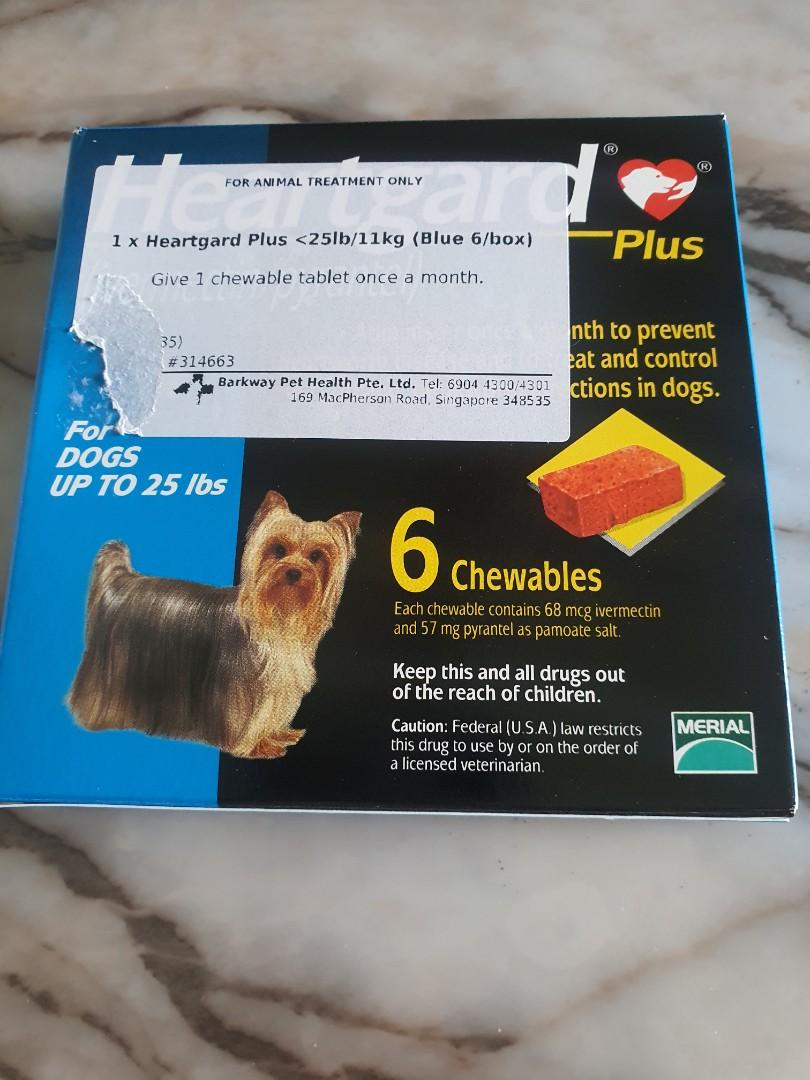 Heartgard®
®
FOR ANIMAL TREATMENT ONLY
Plus
1 x Heartgard Plus <25lb/11kg (Blue 6/box)
Give 1 chewable tablet once a month.
to prevent
35)
and control
#314663
Barkway Pet Health Pte. Ltd. Tel: 6904 4300/4301
in dogs.
169 MacPherson Road, Singapore 348535
For
DOGS
UP TO 25 lbs
6 Chewables
Each chewable contains 68 mcg ivermectin
and 57 mg pyrantel as pamoate salt.
Keep this and all drugs out
of the reach of children.
Caution: Federal (U.S.A.) law restricts
this drug to use by or on the order of
a licensed veterinarian.
MERIAL